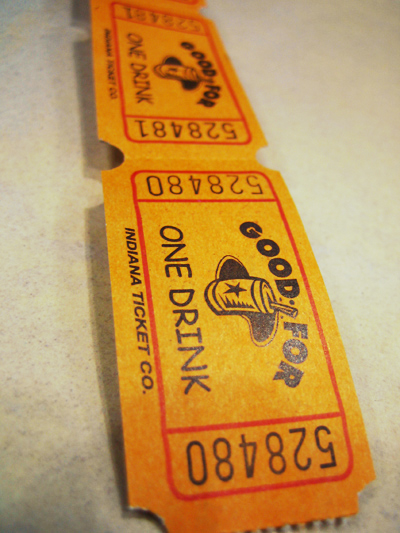 528481
GOOD FOR
ONE DRINK
528481
INDIANA TICKET CO.
528480
GOOD FOR
ONE DRINK
528480
INDIANA TICKET CO.